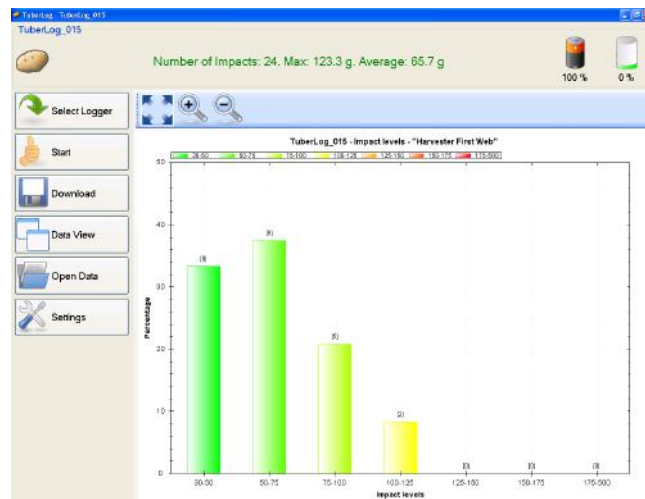 TuberLog TuberLog_015
TuberLog_015
Number of Impacts: 24. Max: 123.3 g. Average: 65.7 g
100 %
0 %
Select Logger
Start
Download
Data View
Open Data
Settings
TuberLog_015 - Impact levels - "Harvester First Web"
50-75 75-100 125-150 150-175 175-500
50
40
30
20
10
0
Percentage
(8)
(9)
(5)
(2)
(0)
(0)
30-50
50-75
75-100
100-125
125-150
150-175
175-500
Impact levels